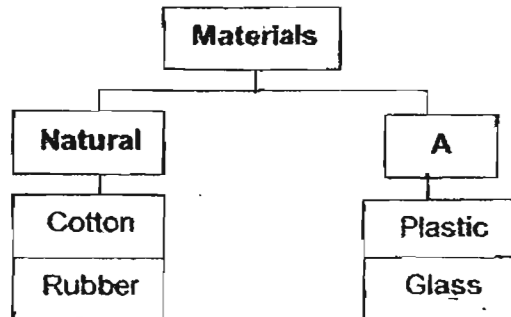 Materials
Natural
A
Cotton
Plastic
Rubber
Glass